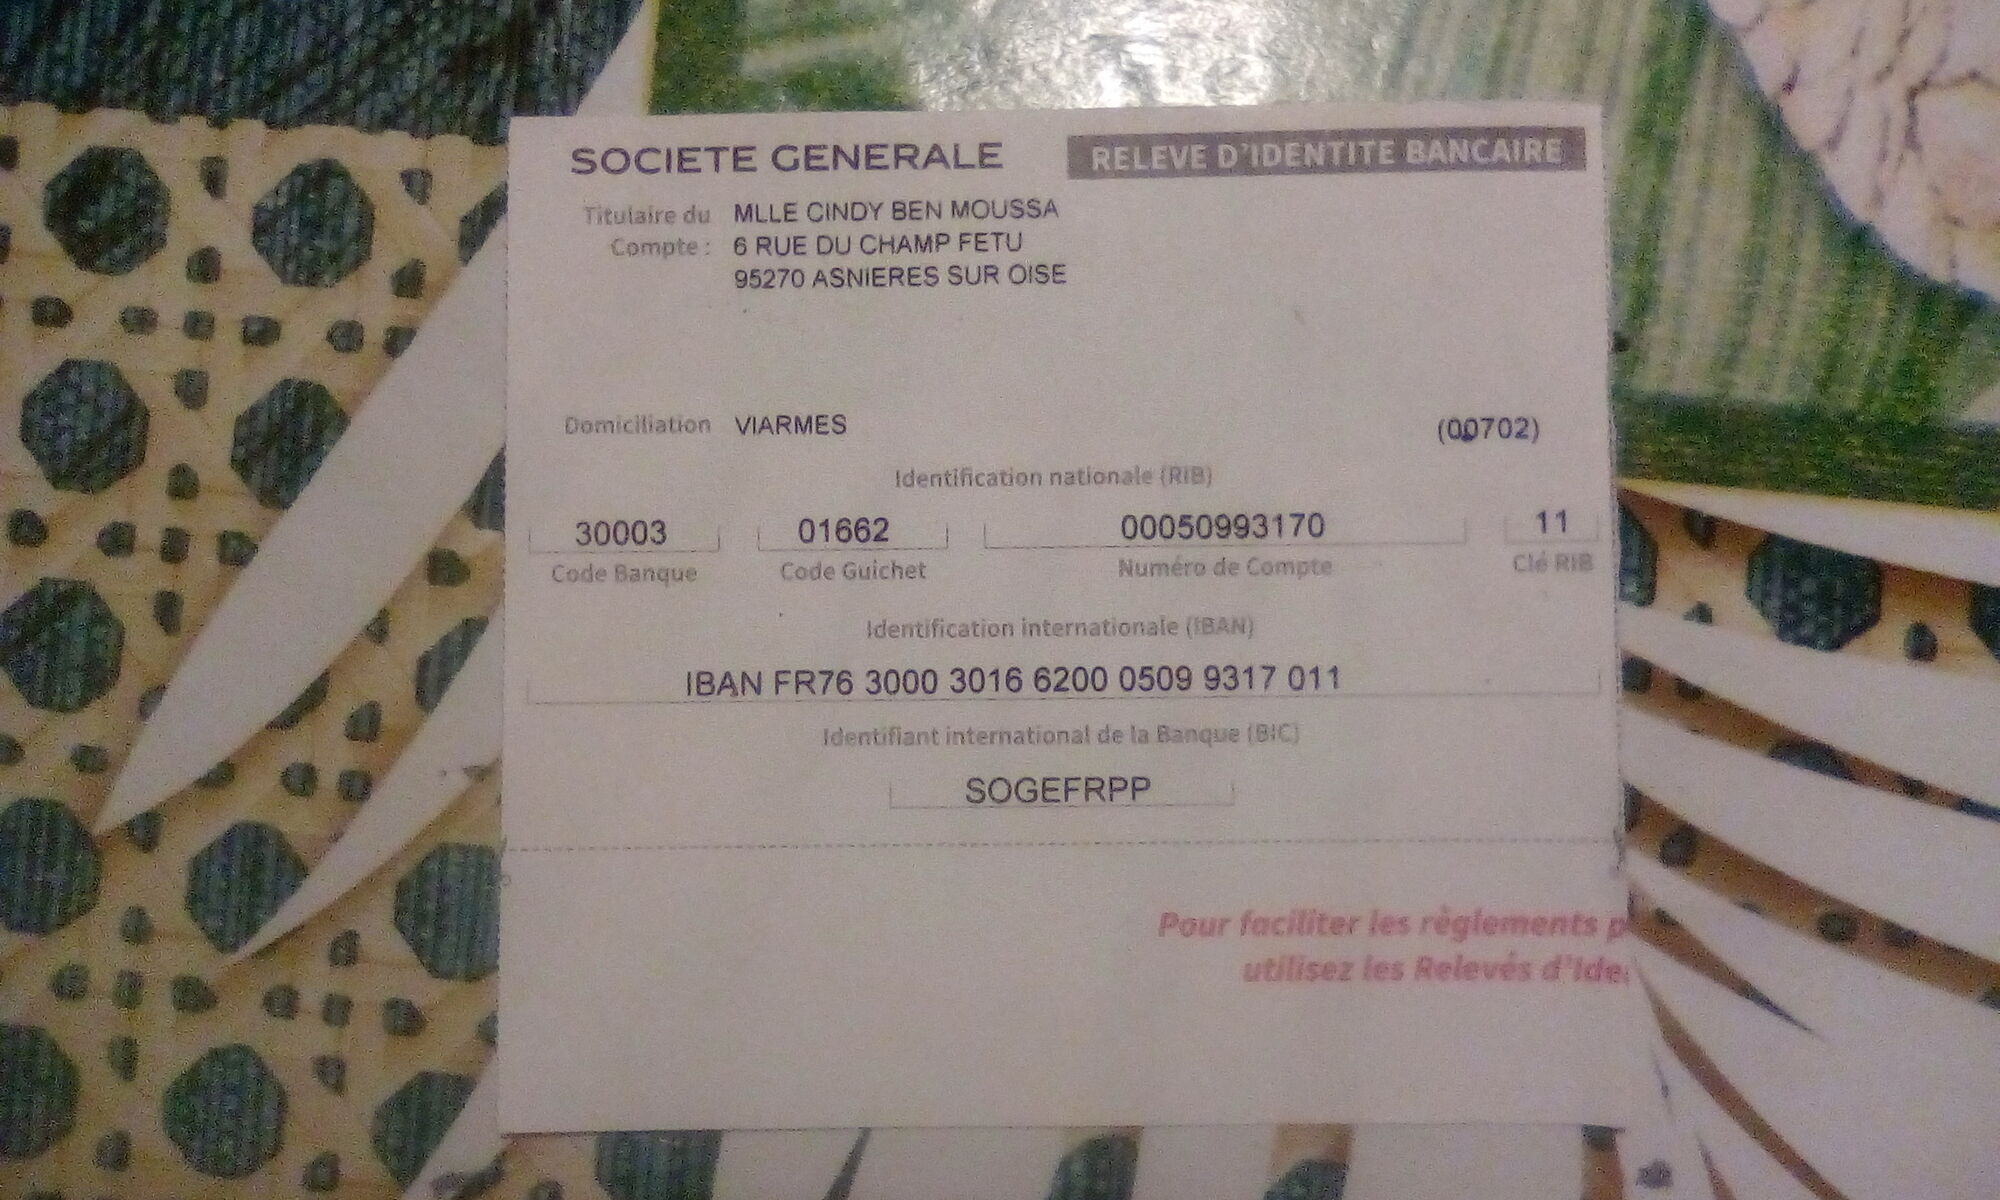 SOCIETE GENERALE RELEVE D'IDENTITE BANCAIRE
Titulaire du MLLE CINDY BEN MOUSSA
Compte : 6 RUE DU CHAMP FETU
95270 ASNIERES SUR OISE
Domiciliation VIARMES (00702)
Identification nationale (RIB)
30003 01662 00050993170 11
Code Banque Code Guichet Numéro de Compte Clé RIB
Identification internationale (IBAN)
IBAN FR76 3000 3016 6200 0509 9317 011
Identifiant international de la Banque (BIC)
SOGEFRPP
Pour faciliter les règlements p
utilisez les Relevés d'Ide